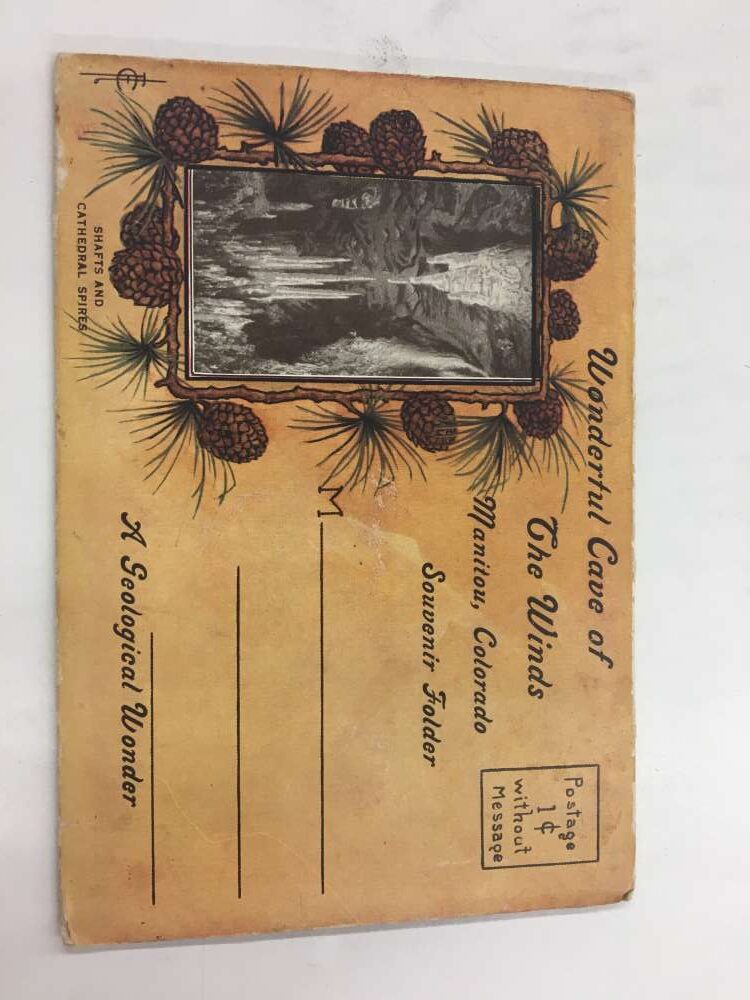 Wonderful Cave of
The Winds
Manitou, Colorado
Souvenir Folder
Postage
1¢
without
Message
M
A Geological Wonder
SHAFTS AND
CATHEDRAL SPIRES